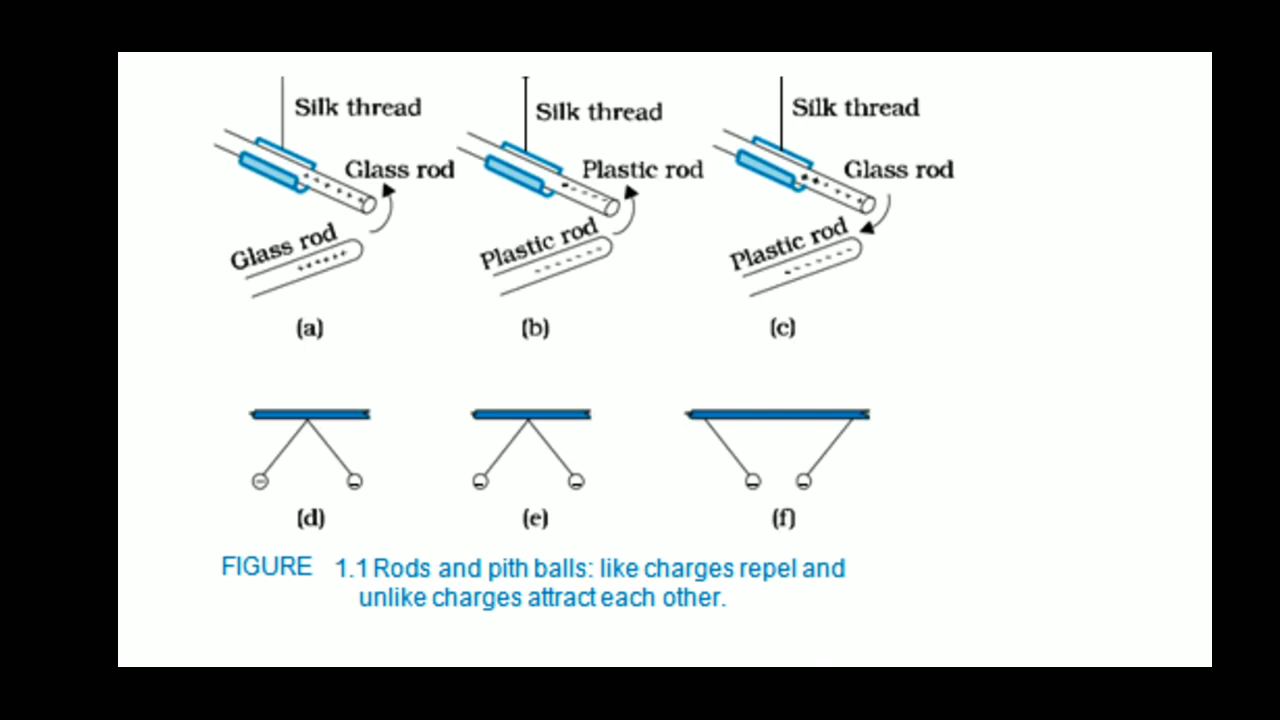 Silk thread
Silk thread
Silk thread
Glass rod
Plastic rod
Glass rod
Glass rod
Plastic rod
Plastic rod
(a)
(b)
(c)
(d)
(e)
(f)
FIGURE 1.1 Rods and pith balls: like charges repel and
unlike charges attract each other.